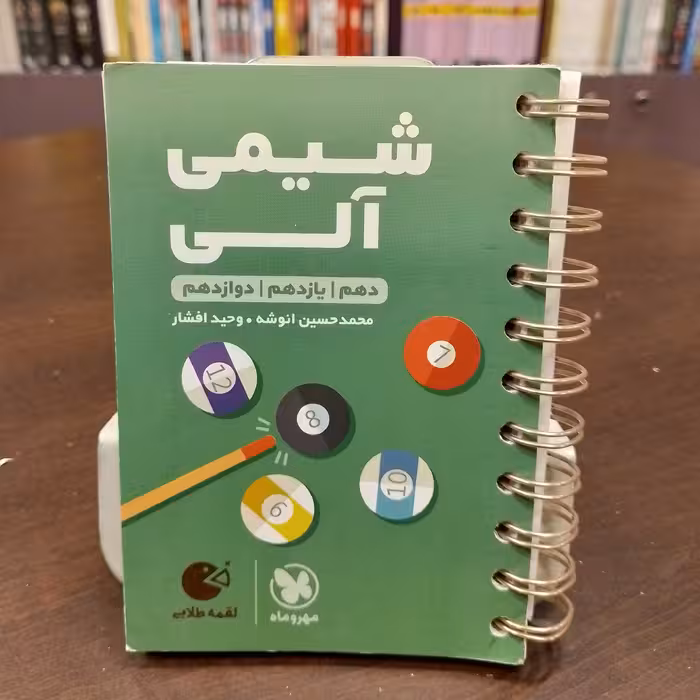 شیمی
آلی
دهم | یازدهم | دوازدهم
محمدحسین انوشه • وحید افشار
7
12
8
10
9
مهروماه
لقمه طلایی